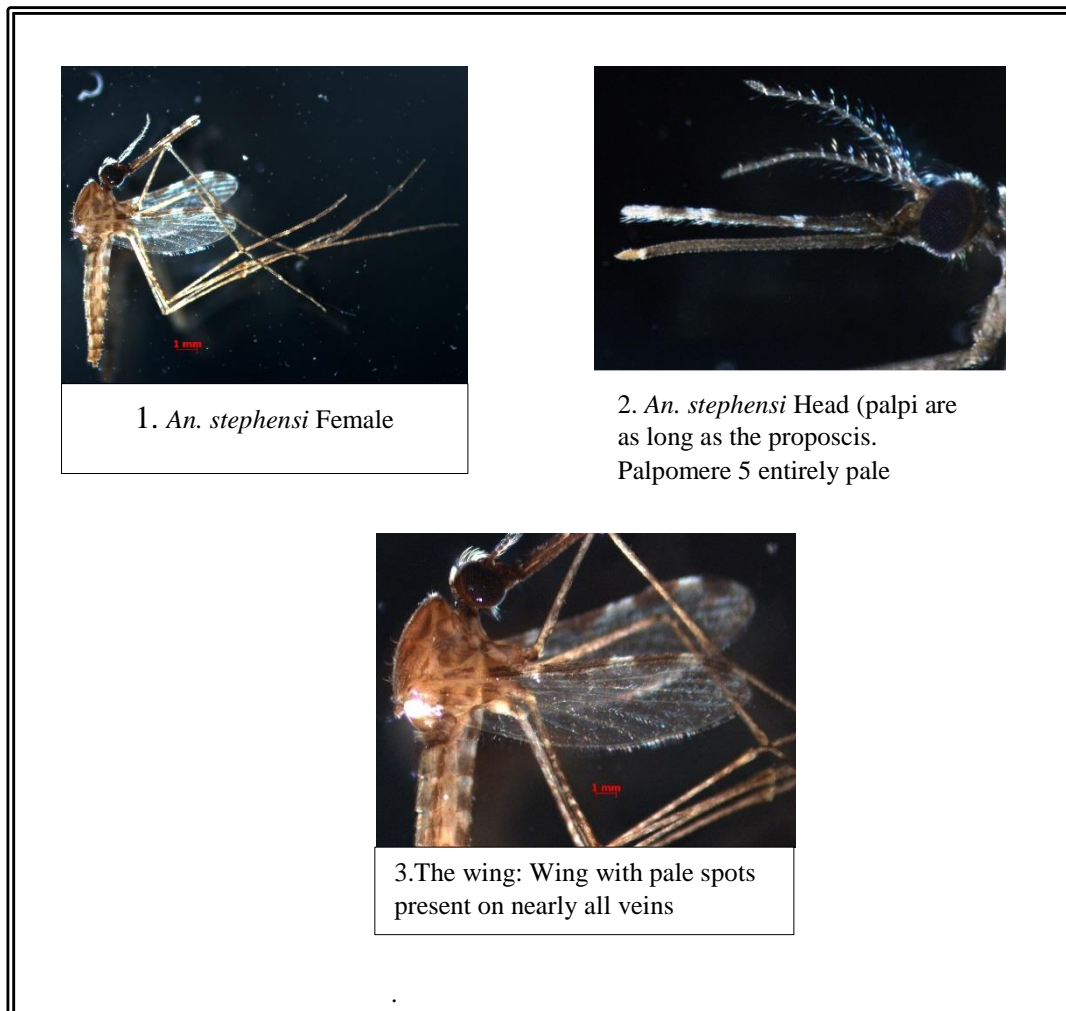 1 mm
1. An. stephensi Female
2. An. stephensi Head (palpi are
as long as the proposcis.
Palpomere 5 entirely pale
1 mm
3.The wing: Wing with pale spots
present on nearly all veins
.